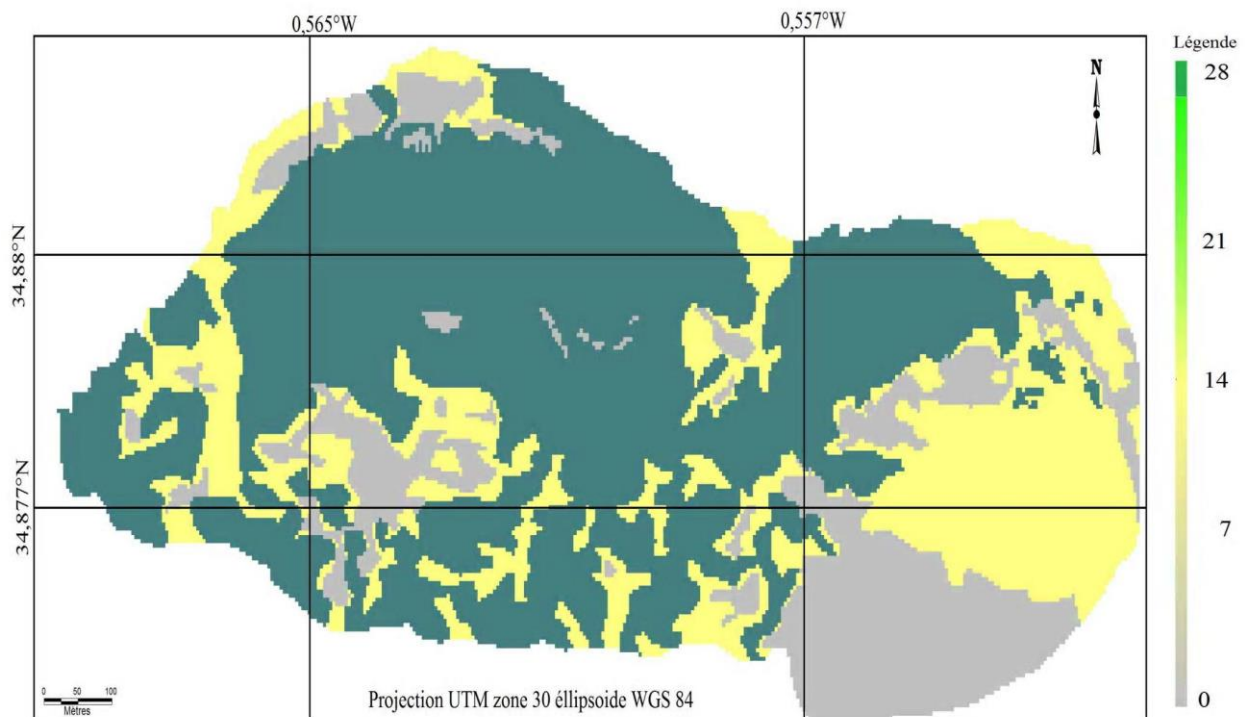 0,565°W
0,557°W
Légende
28
N
21
34,88°N
14
34,877°N
7
0 50 100
Mètres
Projection UTM zone 30 éllipsoide WGS 84
0